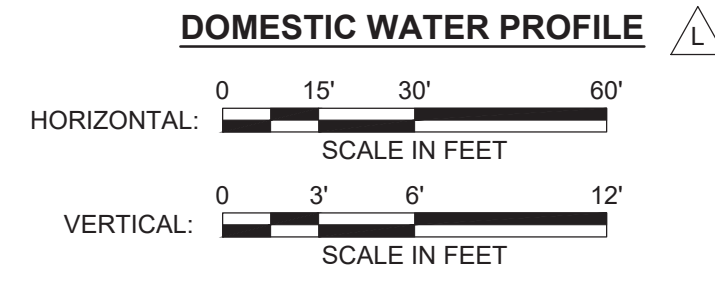 DOMESTIC WATER PROFILE L
0 15' 30' 60'
HORIZONTAL:
SCALE IN FEET
0 3' 6' 12'
VERTICAL:
SCALE IN FEET